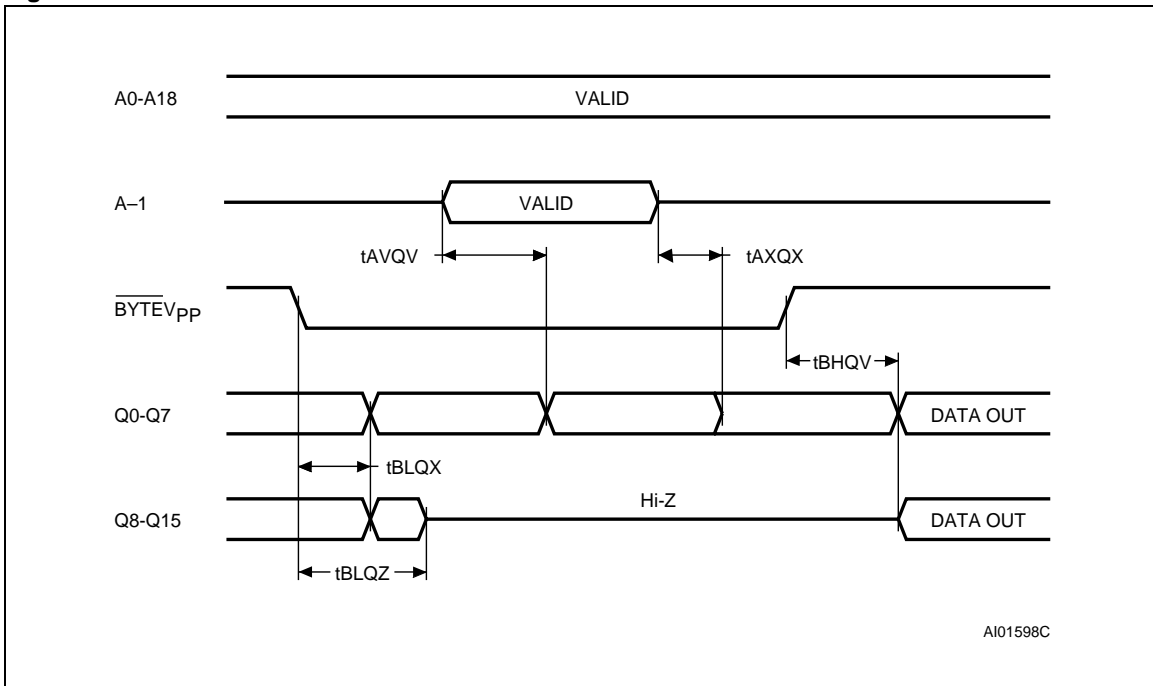 A0-A18 VALID
A–1 VALID
tAVQV tAXQX
BYTEVPP
tBHQV
Q0-Q7 DATA OUT
tBLQX
Hi-Z
Q8-Q15 DATA OUT
tBLQZ
AI01598C